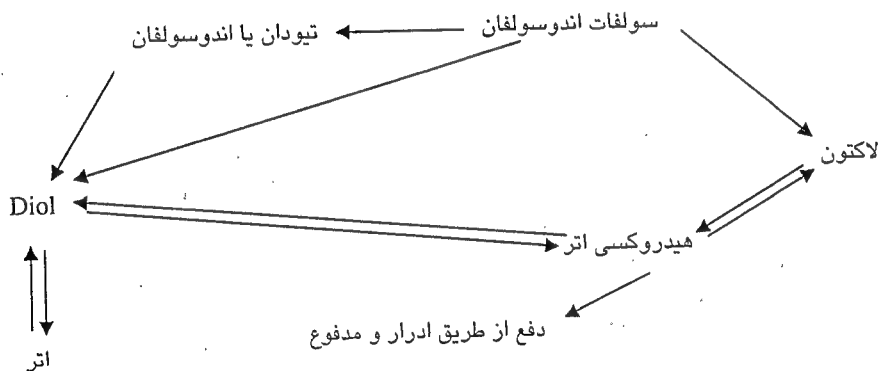 سولفات اندوسولفان
تیودان یا اندوسولفان
لاکتون
Diol
هیدروکسی اتر
دفع از طریق ادرار و مدفوع
اتر